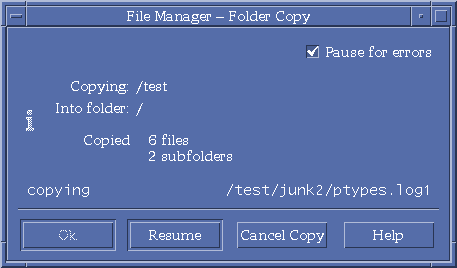 File Manager – Folder Copy
Pause for errors
Copying: /test
Into folder: /
Copied 6 files
2 subfolders
copying /test/junk2/ptypes.log1
Ok Resume Cancel Copy Help